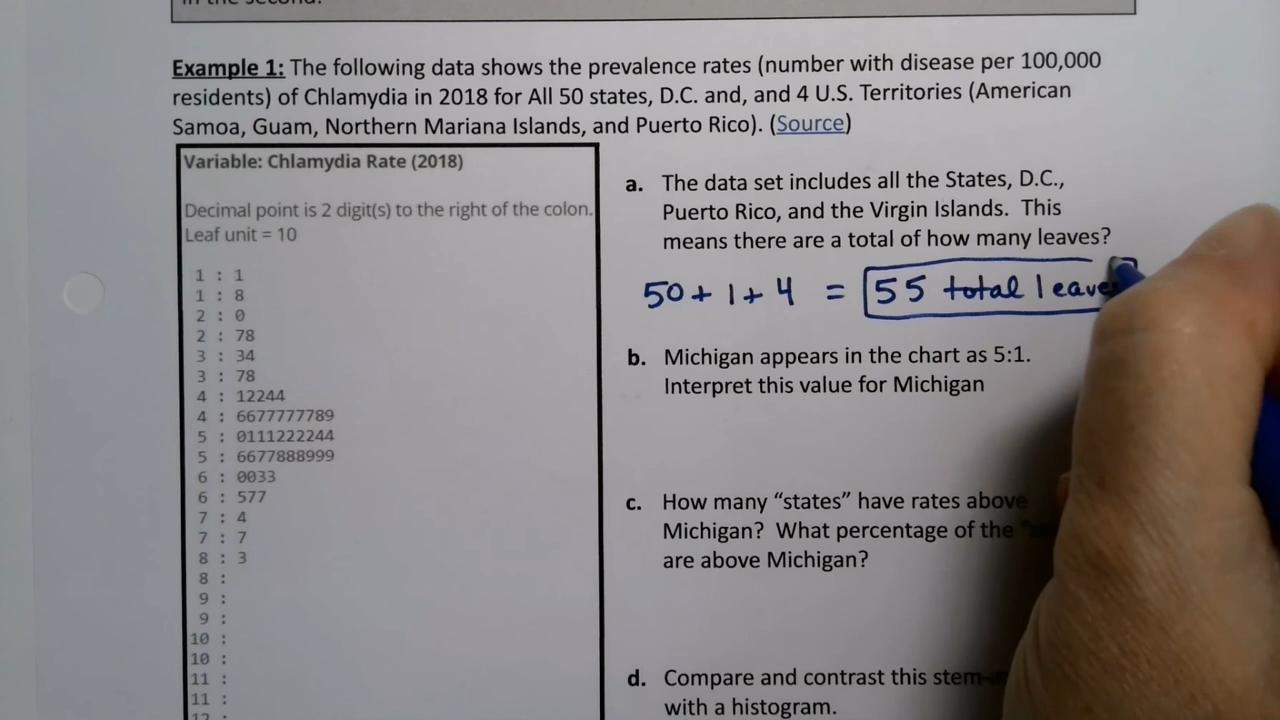 in the second.
Example 1: The following data shows the prevalence rates (number with disease per 100,000
residents) of Chlamydia in 2018 for All 50 states, D.C. and, and 4 U.S. Territories (American
Samoa, Guam, Northern Mariana Islands, and Puerto Rico). (Source)
Variable: Chlamydia Rate (2018)
Decimal point is 2 digit(s) to the right of the colon.
Leaf unit = 10
1 : 1
1 : 8
2 : 0
2 : 78
3 : 34
3 : 78
4 : 12244
4 : 6677777789
5 : 0111222244
5 : 6677888999
6 : 0033
6 : 577
7 : 4
7 : 7
8 : 3
8 :
9 :
9 :
10 :
10 :
11 :
11 :
12 :
a. The data set includes all the States, D.C.,
Puerto Rico, and the Virgin Islands. This
means there are a total of how many leaves?
50 + 1 + 4 = 55 total leaves
b. Michigan appears in the chart as 5:1.
Interpret this value for Michigan
c. How many “states” have rates above
Michigan? What percentage of the
are above Michigan?
d. Compare and contrast this stem
with a histogram.